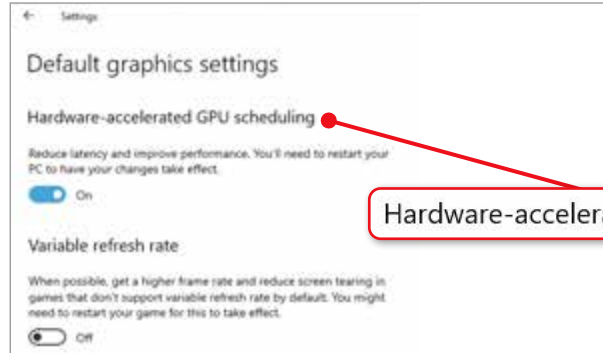 Settings
Default graphics settings
Hardware-accelerated GPU scheduling
Reduce latency and improve performance. You'll need to restart your
PC to have your changes take effect.
On
Hardware-acceler
Variable refresh rate
When possible, get a higher frame rate and reduce screen tearing in
games that don't support variable refresh rate by default. You might
need to restart your game for this to take effect.
Off